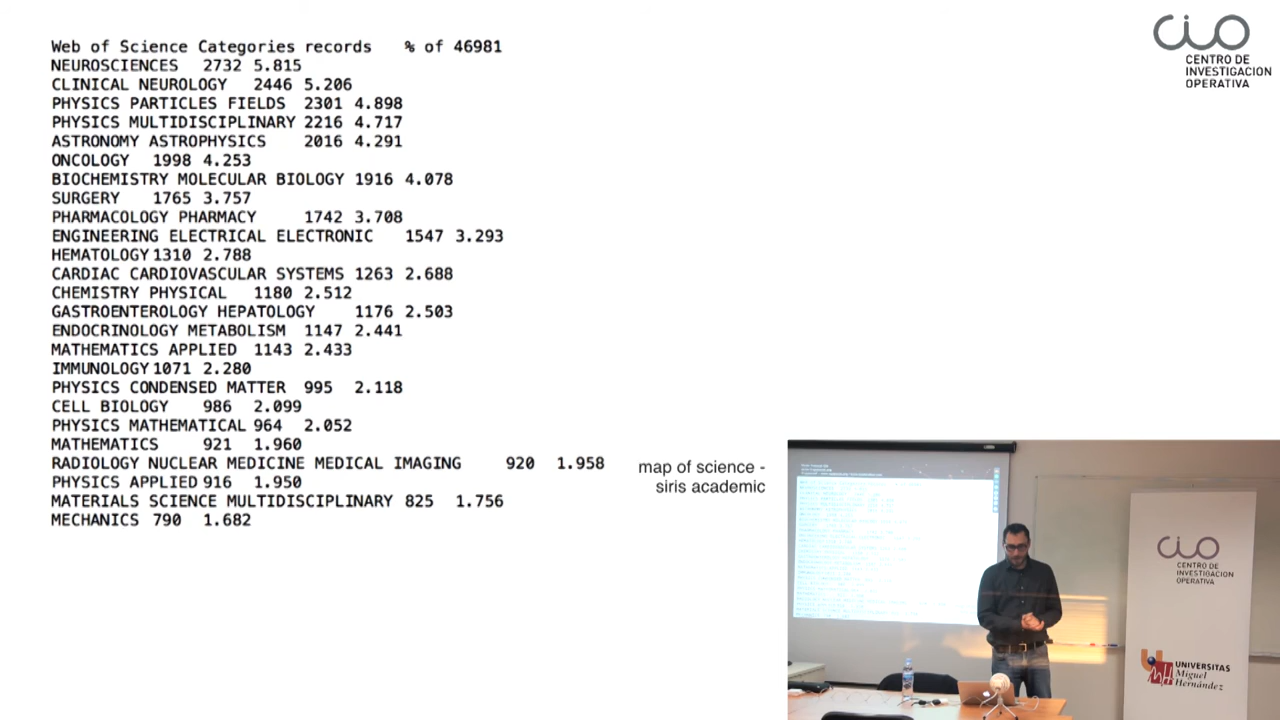 Web of Science Categories records % of 46981
NEUROSCIENCES 2732 5.815
CLINICAL NEUROLOGY 2446 5.206
PHYSICS PARTICLES FIELDS 2301 4.898
PHYSICS MULTIDISCIPLINARY 2216 4.717
ASTRONOMY ASTROPHYSICS 2016 4.291
ONCOLOGY 1998 4.253
BIOCHEMISTRY MOLECULAR BIOLOGY 1916 4.078
SURGERY 1765 3.757
PHARMACOLOGY PHARMACY 1742 3.708
ENGINEERING ELECTRICAL ELECTRONIC 1547 3.293
HEMATOLOGY 1310 2.788
CARDIAC CARDIOVASCULAR SYSTEMS 1263 2.688
CHEMISTRY PHYSICAL 1180 2.512
GASTROENTEROLOGY HEPATOLOGY 1176 2.503
ENDOCRINOLOGY METABOLISM 1147 2.441
MATHEMATICS APPLIED 1143 2.433
IMMUNOLOGY 1071 2.280
PHYSICS CONDENSED MATTER 995 2.118
CELL BIOLOGY 986 2.099
PHYSICS MATHEMATICAL 964 2.052
MATHEMATICS 921 1.960
RADIOLOGY NUCLEAR MEDICINE MEDICAL IMAGING 920 1.958
PHYSICS APPLIED 916 1.950
MATERIALS SCIENCE MULTIDISCIPLINARY 825 1.756
MECHANICS 790 1.682
map of science -
siris academic
CIO
CENTRO DE
INVESTIGACION
OPERATIVA
CIO
CENTRO DE
INVESTIGACION
OPERATIVA
UNIVERSITAS
Miguel
Hernández